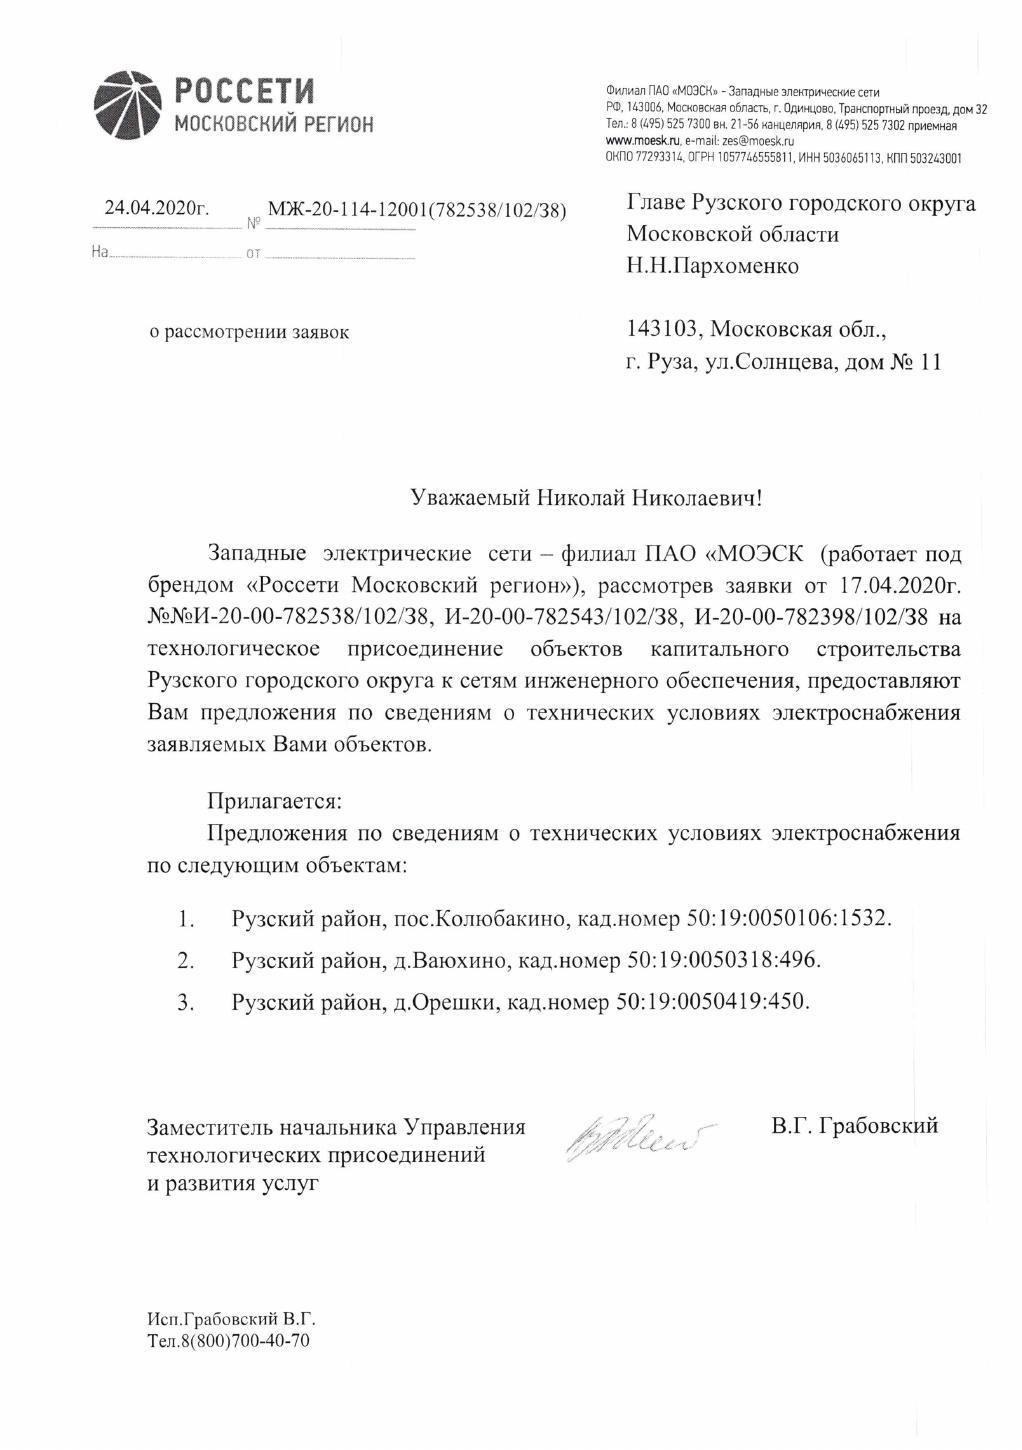 РОССЕТИ
МОСКОВСКИЙ РЕГИОН
Филиал ПАО «МОЭСК» - Западные электрические сети
РФ, 143006, Московская область, г. Одинцово, Транспортный проезд, дом 32
Тел.: 8 (495) 525 7300 вн. 21-56 канцелярия, 8 (495) 525 7302 приемная
www.moesk.ru, e-mail: zes@moesk.ru
ОКПО 77293314, ОГРН 1057746555811, ИНН 5036065113, КПП 503243001
24.04.2020г. № МЖ-20-114-12001(782538/102/38)
На от
о рассмотрении заявок
Главе Рузского городского округа
Московской области
Н.Н.Пархоменко
143103, Московская обл.,
г. Руза, ул.Солнцева, дом № 11
Уважаемый Николай Николаевич!
Западные электрические сети – филиал ПАО «МОЭСК (работает под
брендом «Россети Московский регион»), рассмотрев заявки от 17.04.2020г.
№№И-20-00-782538/102/38, И-20-00-782543/102/38, И-20-00-782398/102/38 на
технологическое присоединение объектов капитального строительства
Рузского городского округа к сетям инженерного обеспечения, предоставляют
Вам предложения по сведениям о технических условиях электроснабжения
заявляемых Вами объектов.
Прилагается:
Предложения по сведениям о технических условиях электроснабжения
по следующим объектам:
1. Рузский район, пос.Колюбакино, кад.номер 50:19:0050106:1532.
2. Рузский район, д.Ваюхино, кад.номер 50:19:0050318:496.
3. Рузский район, д.Орешки, кад.номер 50:19:0050419:450.
Заместитель начальника Управления
технологических присоединений
и развития услуг
В.Г. Грабовский
Исп.Грабовский В.Г.
Тел.8(800)700-40-70